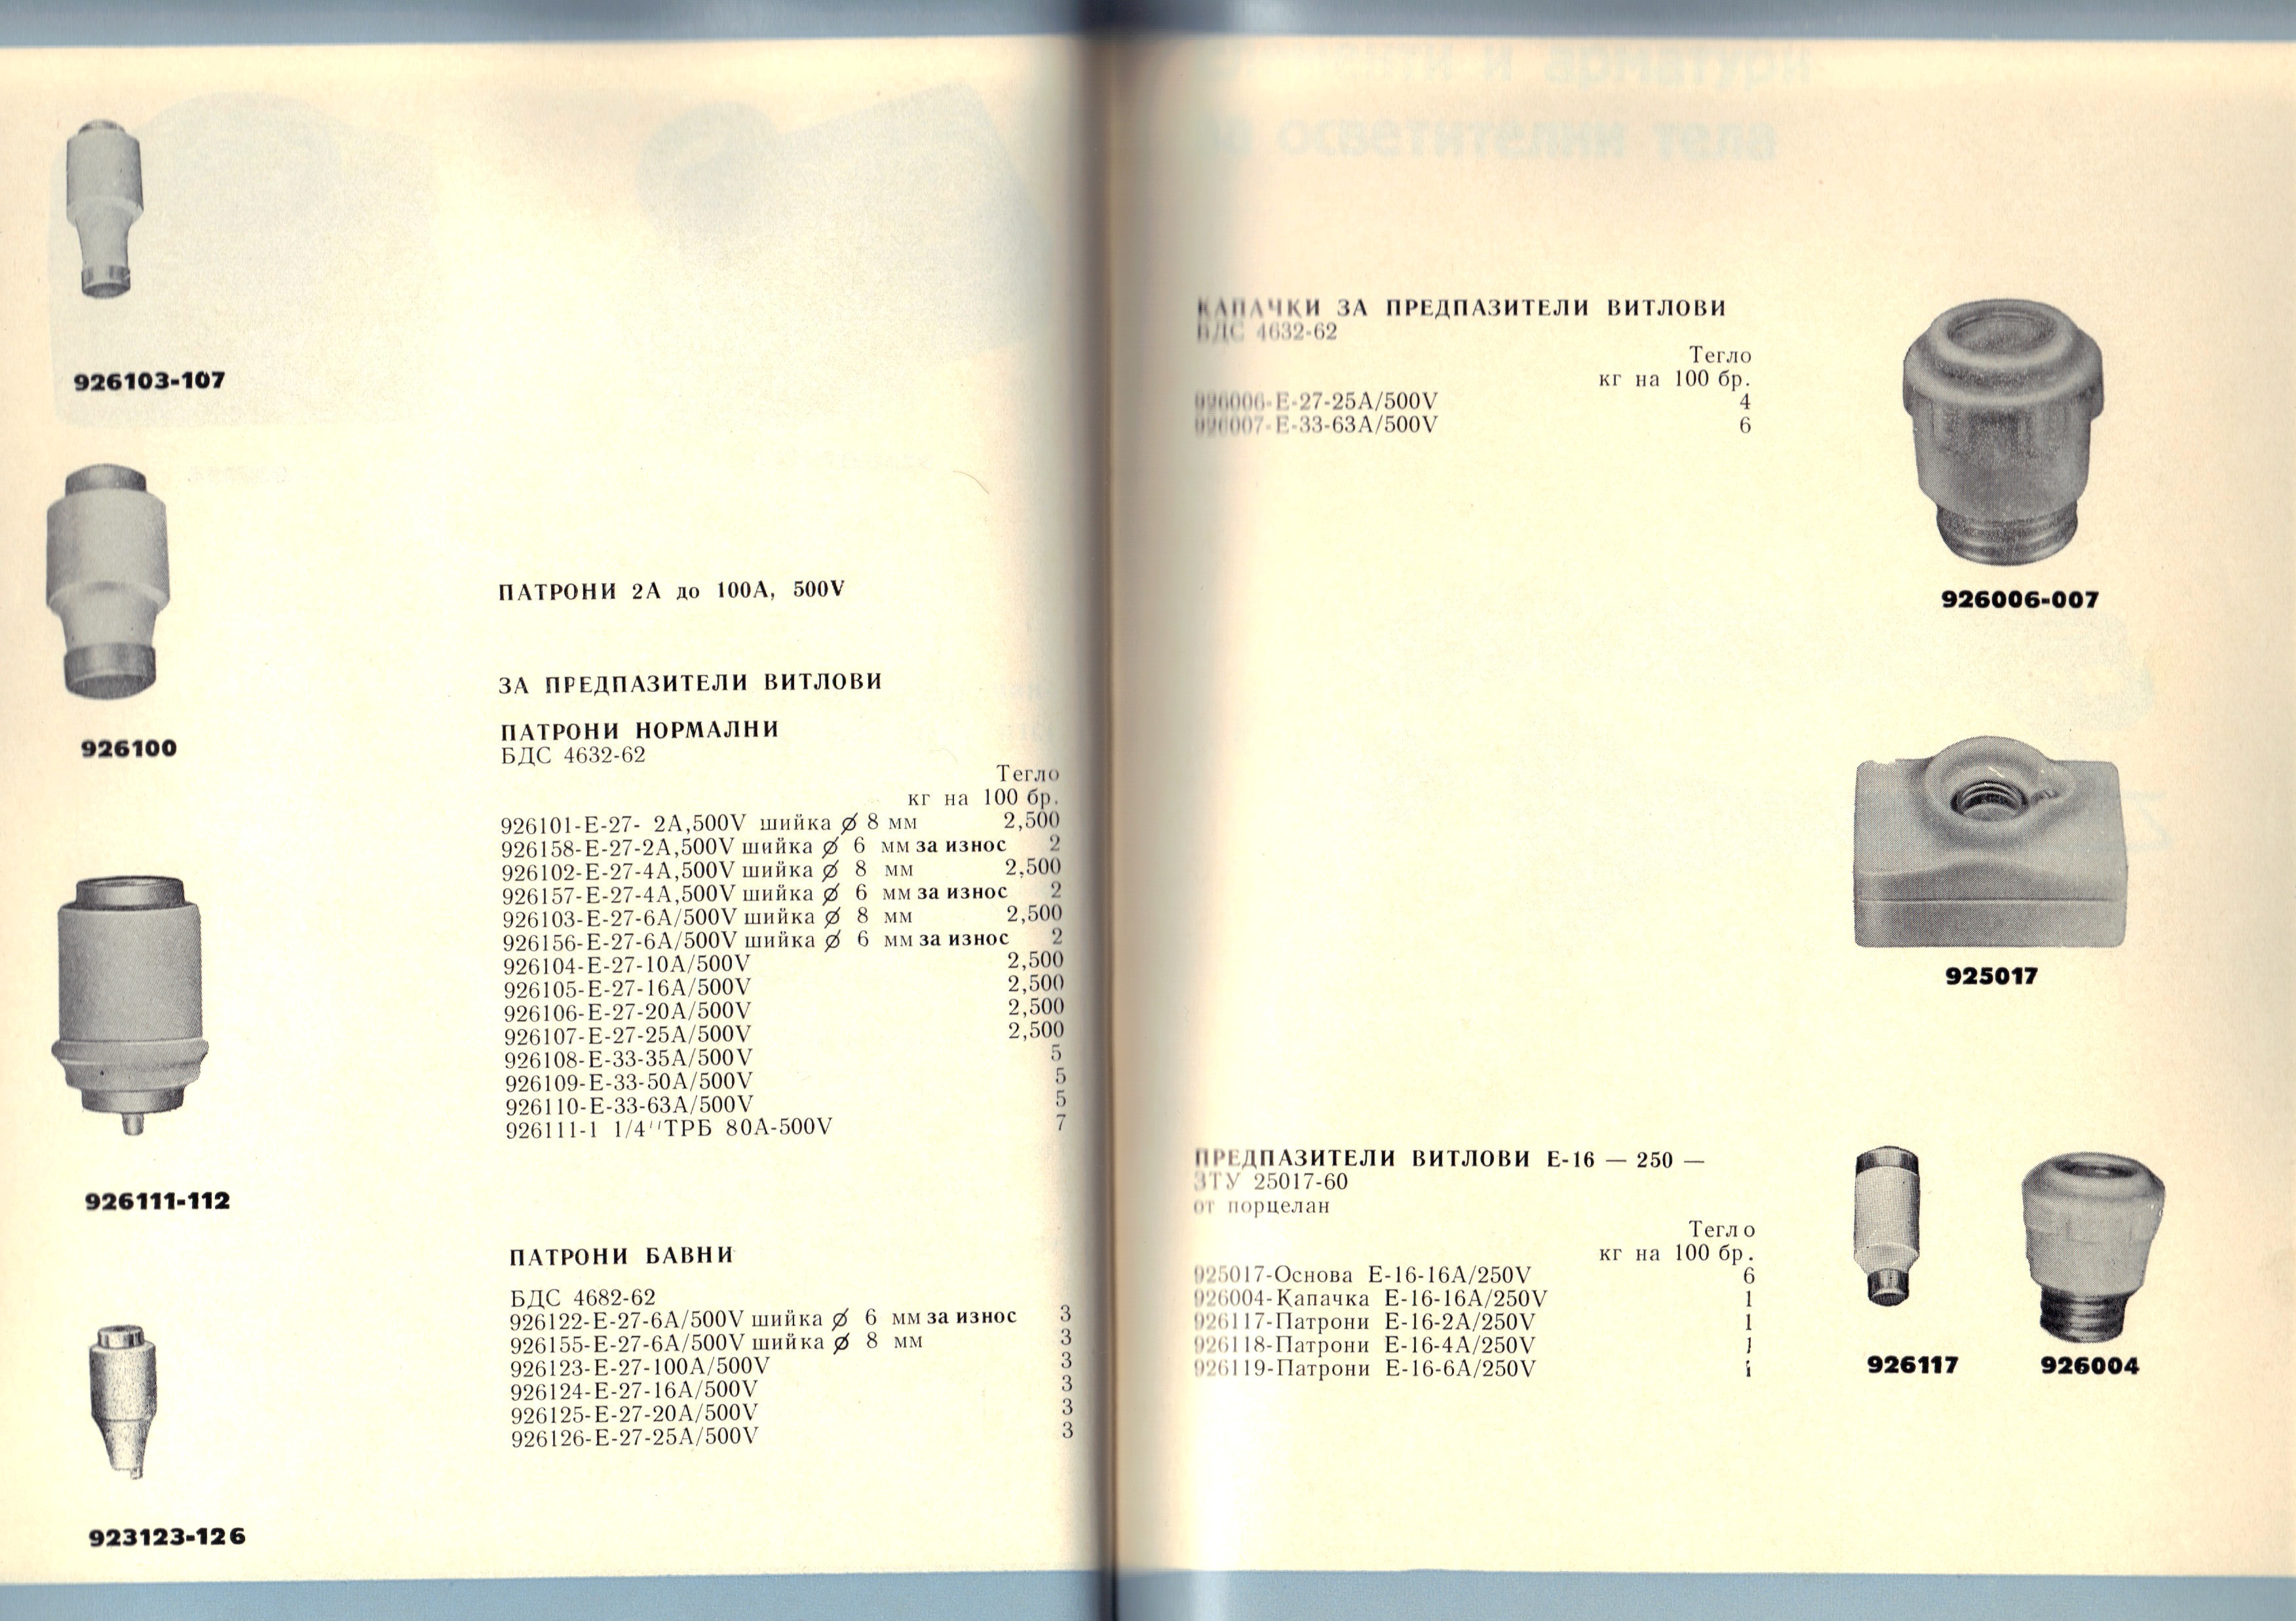 926103-107
926100
926111-112
923123-126
ПАТРОНИ 2А до 100А, 500V
ЗА ПРЕДПАЗИТЕЛИ ВИТЛОВИ
ПАТРОНИ НОРМАЛНИ
БДС 4632-62
Тегло
кг на 100 бр.
926101-Е-27- 2А,500V шийка ⌀ 8 мм 2,500
926158-Е-27-2А,500V шийка ⌀ 6 мм за износ 2
926102-Е-27-4А,500V шийка ⌀ 8 мм 2,500
926157-Е-27-4А,500V шийка ⌀ 6 мм за износ 2
926103-Е-27-6А/500V шийка ⌀ 8 мм 2,500
926156-Е-27-6А/500V шийка ⌀ 6 мм за износ 2
926104-Е-27-10А/500V 2,500
926105-Е-27-16А/500V 2,500
926106-Е-27-20А/500V 2,500
926107-Е-27-25А/500V 2,500
926108-Е-33-35А/500V 5
926109-Е-33-50А/500V 5
926110-Е-33-63А/500V 5
926111-1 1/4''ТРБ 80А-500V 7
ПАТРОНИ БАВНИ
БДС 4682-62
926122-Е-27-6А/500V шийка ⌀ 6 мм за износ 3
926155-Е-27-6А/500V шийка ⌀ 8 мм 3
926123-Е-27-100А/500V 3
926124-Е-27-16А/500V 3
926125-Е-27-20А/500V 3
926126-Е-27-25А/500V 3
КАПАЧКИ ЗА ПРЕДПАЗИТЕЛИ ВИТЛОВИ
БДС 4632-62
Тегло
кг на 100 бр.
926006-Е-27-25А/500V 4
926007-Е-33-63А/500V 6
926006-007
925017
ПРЕДПАЗИТЕЛИ ВИТЛОВИ Е-16 — 250 —
ЗТУ 25017-60
от порцелан
Тегло
кг на 100 бр.
925017-Основа Е-16-16А/250V 6
926004-Капачка Е-16-16А/250V 1
926117-Патрони Е-16-2А/250V 1
926118-Патрони Е-16-4А/250V 1
926119-Патрони Е-16-6А/250V 1
926117
926004